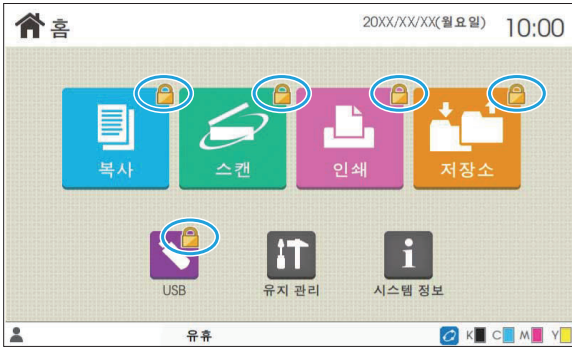 홈
20XX/XX/XX(월요일) 10:00
복사 스캔 인쇄 저장소
USB 유지 관리 시스템 정보
유휴 K C M Y